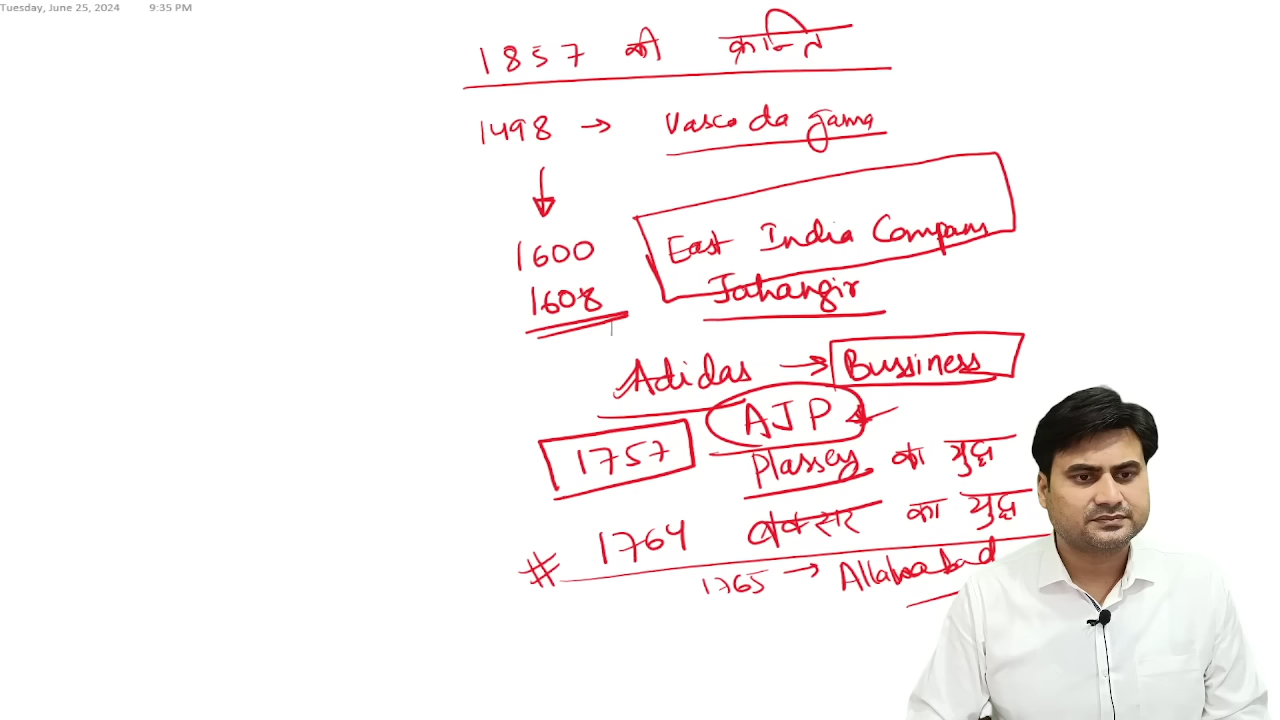 Tuesday, June 25, 2024 9:35 PM
1857 की क्रान्ति
1498 → Vasco da gama
1600 East India Company
1608 Jahangir
Adidas → Bussiness
AJP
1757 Plassey का युद्ध
# 1764 बक्सर का युद्ध
1765 → Allahabad